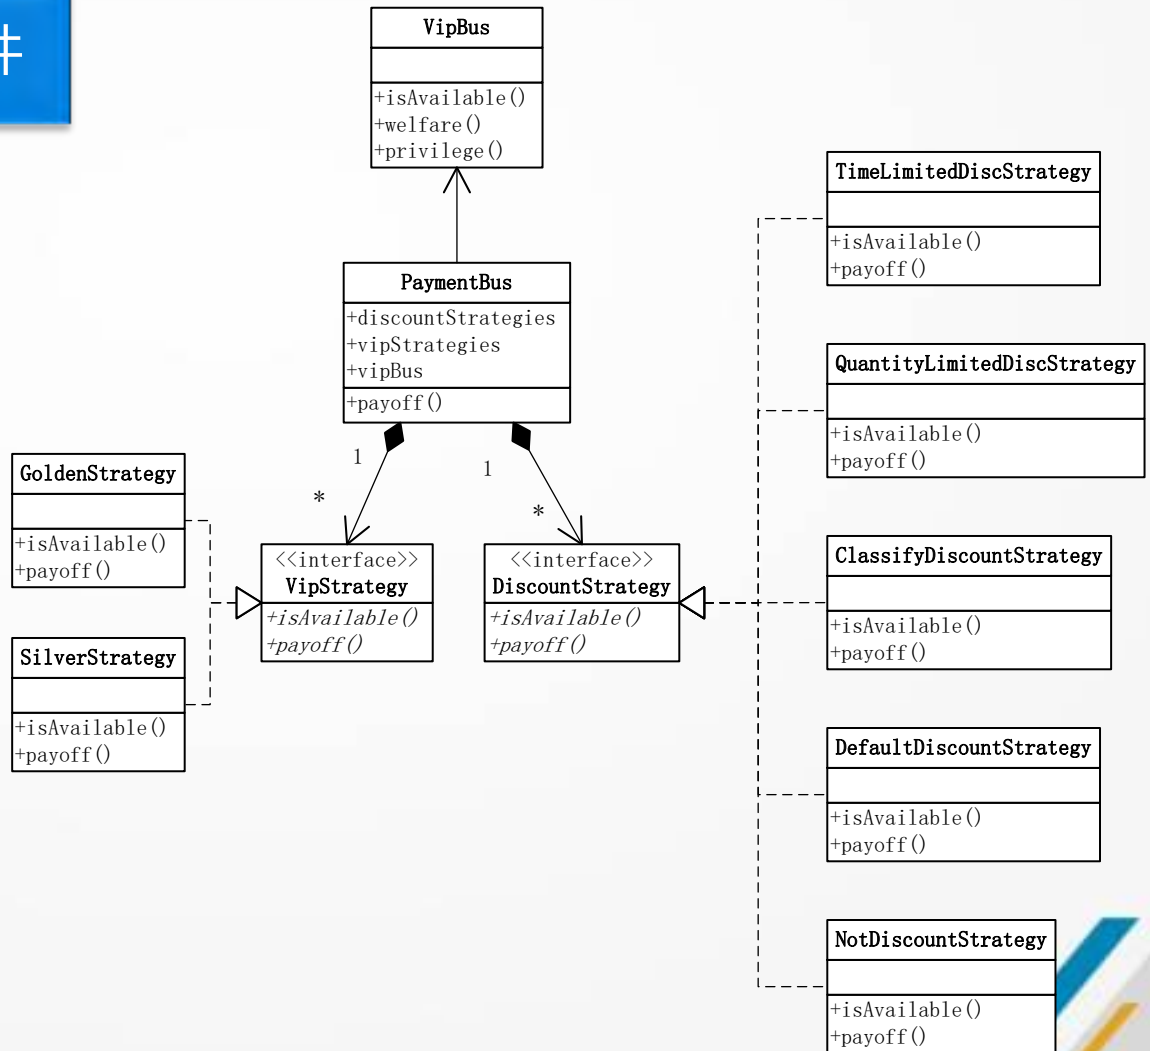 VipBus
+isAvailable()
+welfare()
+privilege()
PaymentBus
+discountStrategies
+vipStrategies
+vipBus
+payoff()
1
*
1
*
GoldenStrategy
+isAvailable()
+payoff()
SilverStrategy
+isAvailable()
+payoff()
<<interface>>
VipStrategy
+isAvailable()
+payoff()
<<interface>>
DiscountStrategy
+isAvailable()
+payoff()
TimeLimitedDiscStrategy
+isAvailable()
+payoff()
QuantityLimitedDiscStrategy
+isAvailable()
+payoff()
ClassifyDiscountStrategy
+isAvailable()
+payoff()
DefaultDiscountStrategy
+isAvailable()
+payoff()
NotDiscountStrategy
+isAvailable()
+payoff()